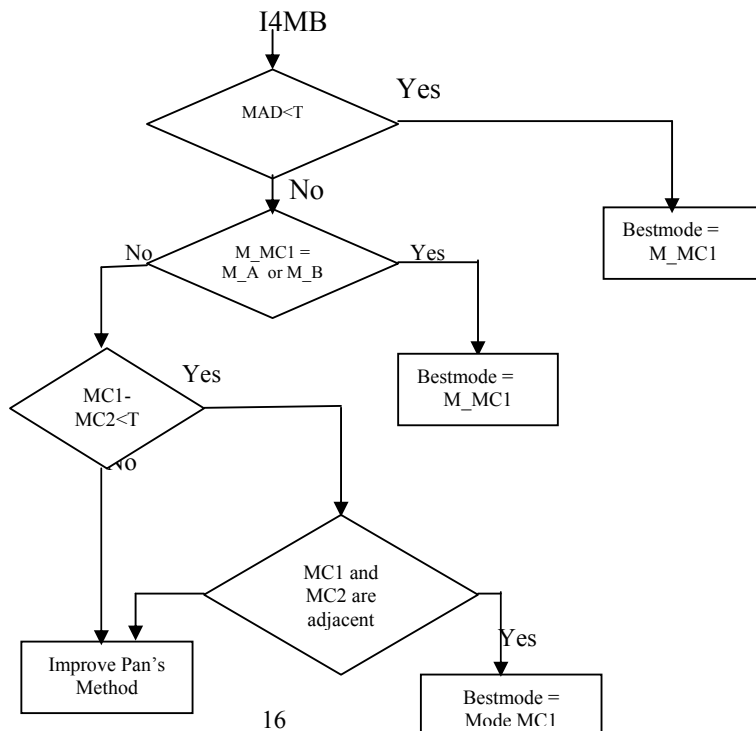 I4MB
MAD<T
Yes
No
M_MC1 =
M_A or M_B
No
Yes
Bestmode =
M_MC1
Bestmode =
M_MC1
MC1-
MC2<T
Yes
No
MC1 and
MC2 are
adjacent
Yes
Improve Pan's
Method
Bestmode =
Mode MC1
16